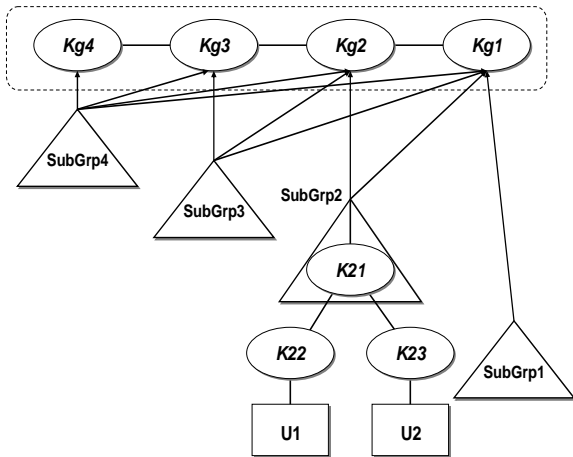 Kg4 Kg3 Kg2 Kg1
SubGrp4
SubGrp3
SubGrp2
K21
K22 K23
SubGrp1
U1 U2